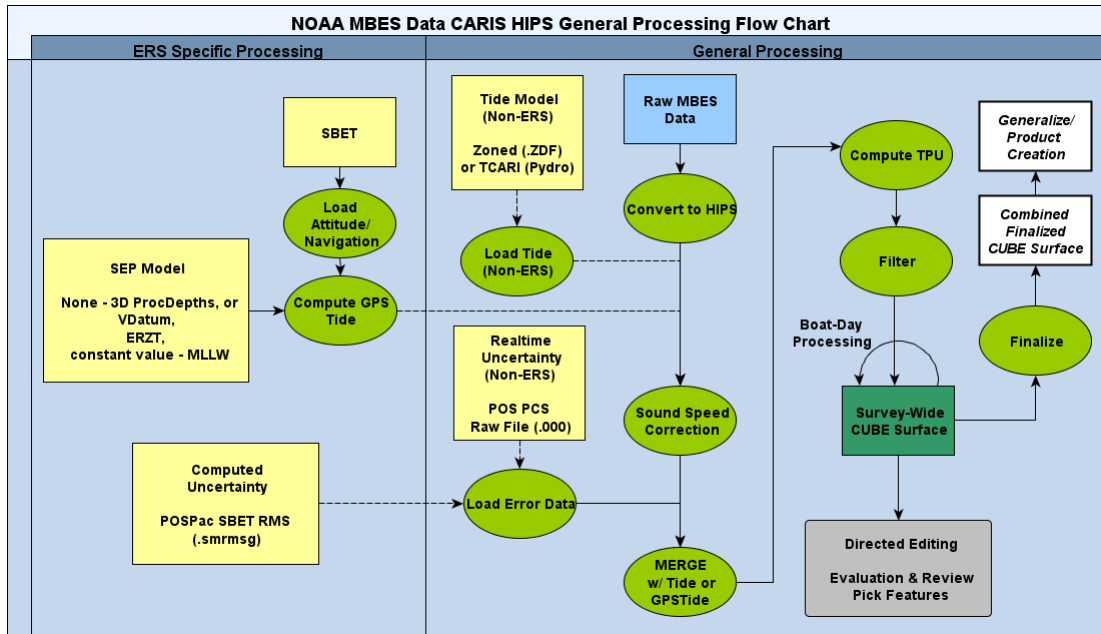 NOAA MBES Data CARIS HIPS General Processing Flow Chart
ERS Specific Processing
General Processing
SBET
Load
Attitude/
Navigation
SEP Model
None - 3D ProcDepths, or
VDatum,
ERZT,
constant value - MLLW
Compute GPS
Tide
Computed
Uncertainty
POSPac SBET RMS
(.smrmsg)
Tide Model
(Non-ERS)
Zoned (.ZDF)
or TCARI (Pydro)
Load Tide
(Non-ERS)
Realtime
Uncertainty
(Non-ERS)
POS PCS
Raw File (.000)
Load Error Data
Raw MBES
Data
Convert to HIPS
Sound Speed
Correction
MERGE
w/ Tide or
GPSTide
Compute TPU
Filter
Boat-Day
Processing
Survey-Wide
CUBE Surface
Directed Editing
Evaluation & Review
Pick Features
Generalize/
Product
Creation
Combined
Finalized
CUBE Surface
Finalize